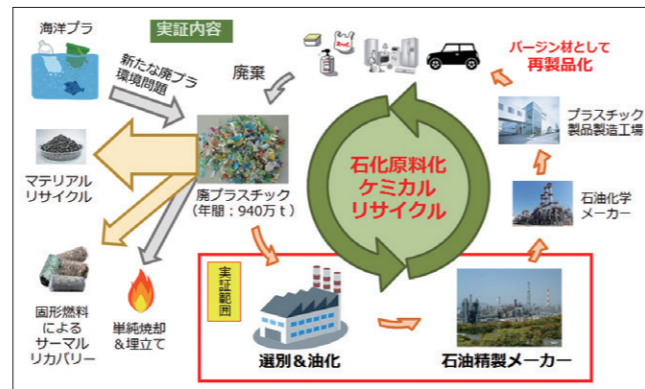 海洋プラ
実証内容
新たな廃プラ
環境問題
廃棄
バージン材として
再製品化
プラスチック
製品製造工場
マテリアル
リサイクル
廃プラスチック
(年間:940万t)
石化原料化
ケミカル
リサイクル
石油化学
メーカー
固形燃料
による
サーマル
リカバリー
単純焼却
&埋立て
実証範囲
選別&油化
石油精製メーカー